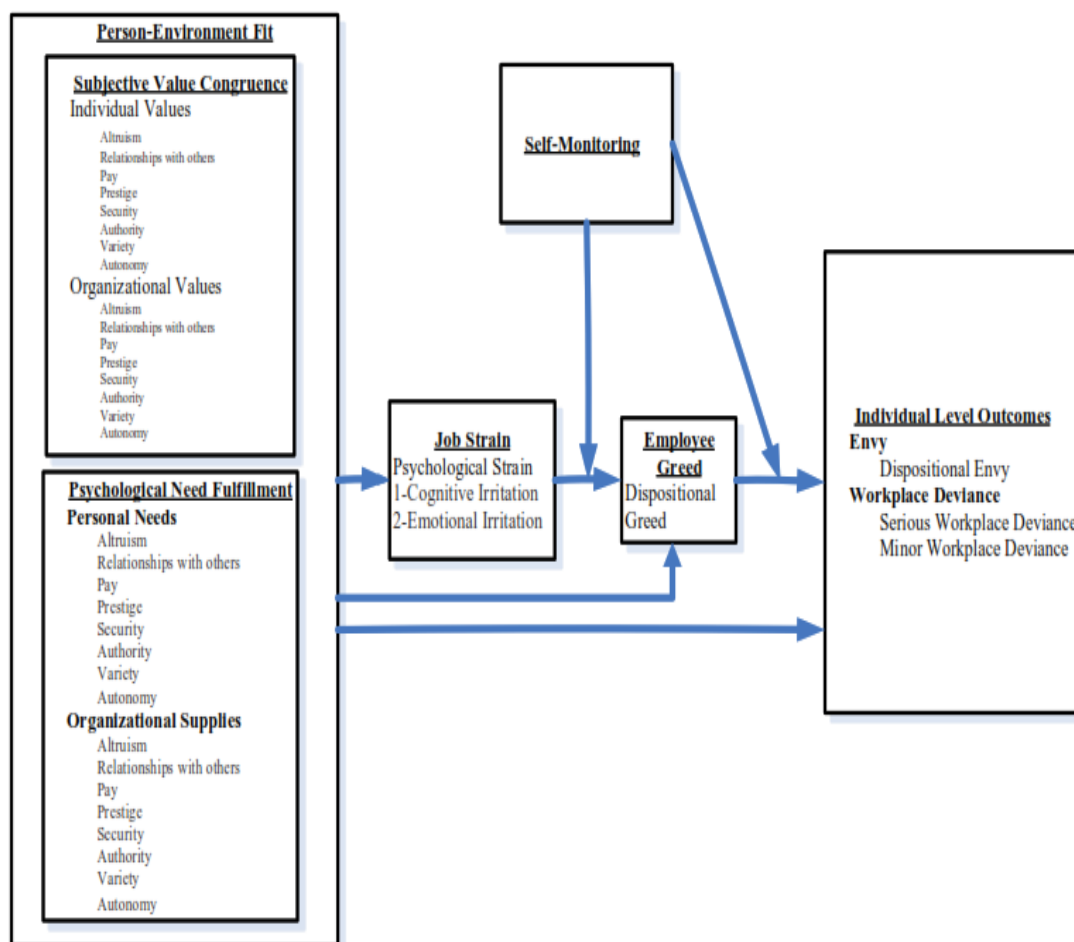 Person-Environment Fit
Subjective Value Congruence
Individual Values
Altruism
Relationships with others
Pay
Prestige
Security
Authority
Variety
Autonomy
Organizational Values
Altruism
Relationships with others
Pay
Prestige
Security
Authority
Variety
Autonomy
Psychological Need Fulfillment
Personal Needs
Altruism
Relationships with others
Pay
Prestige
Security
Authority
Variety
Autonomy
Organizational Supplies
Altruism
Relationships with others
Pay
Prestige
Security
Authority
Variety
Autonomy
Job Strain
Psychological Strain
1-Cognitive Irritation
2-Emotional Irritation
Self-Monitoring
Employee
Greed
Dispositional
Greed
Individual Level Outcomes
Envy
Dispositional Envy
Workplace Deviance
Serious Workplace Deviance
Minor Workplace Deviance